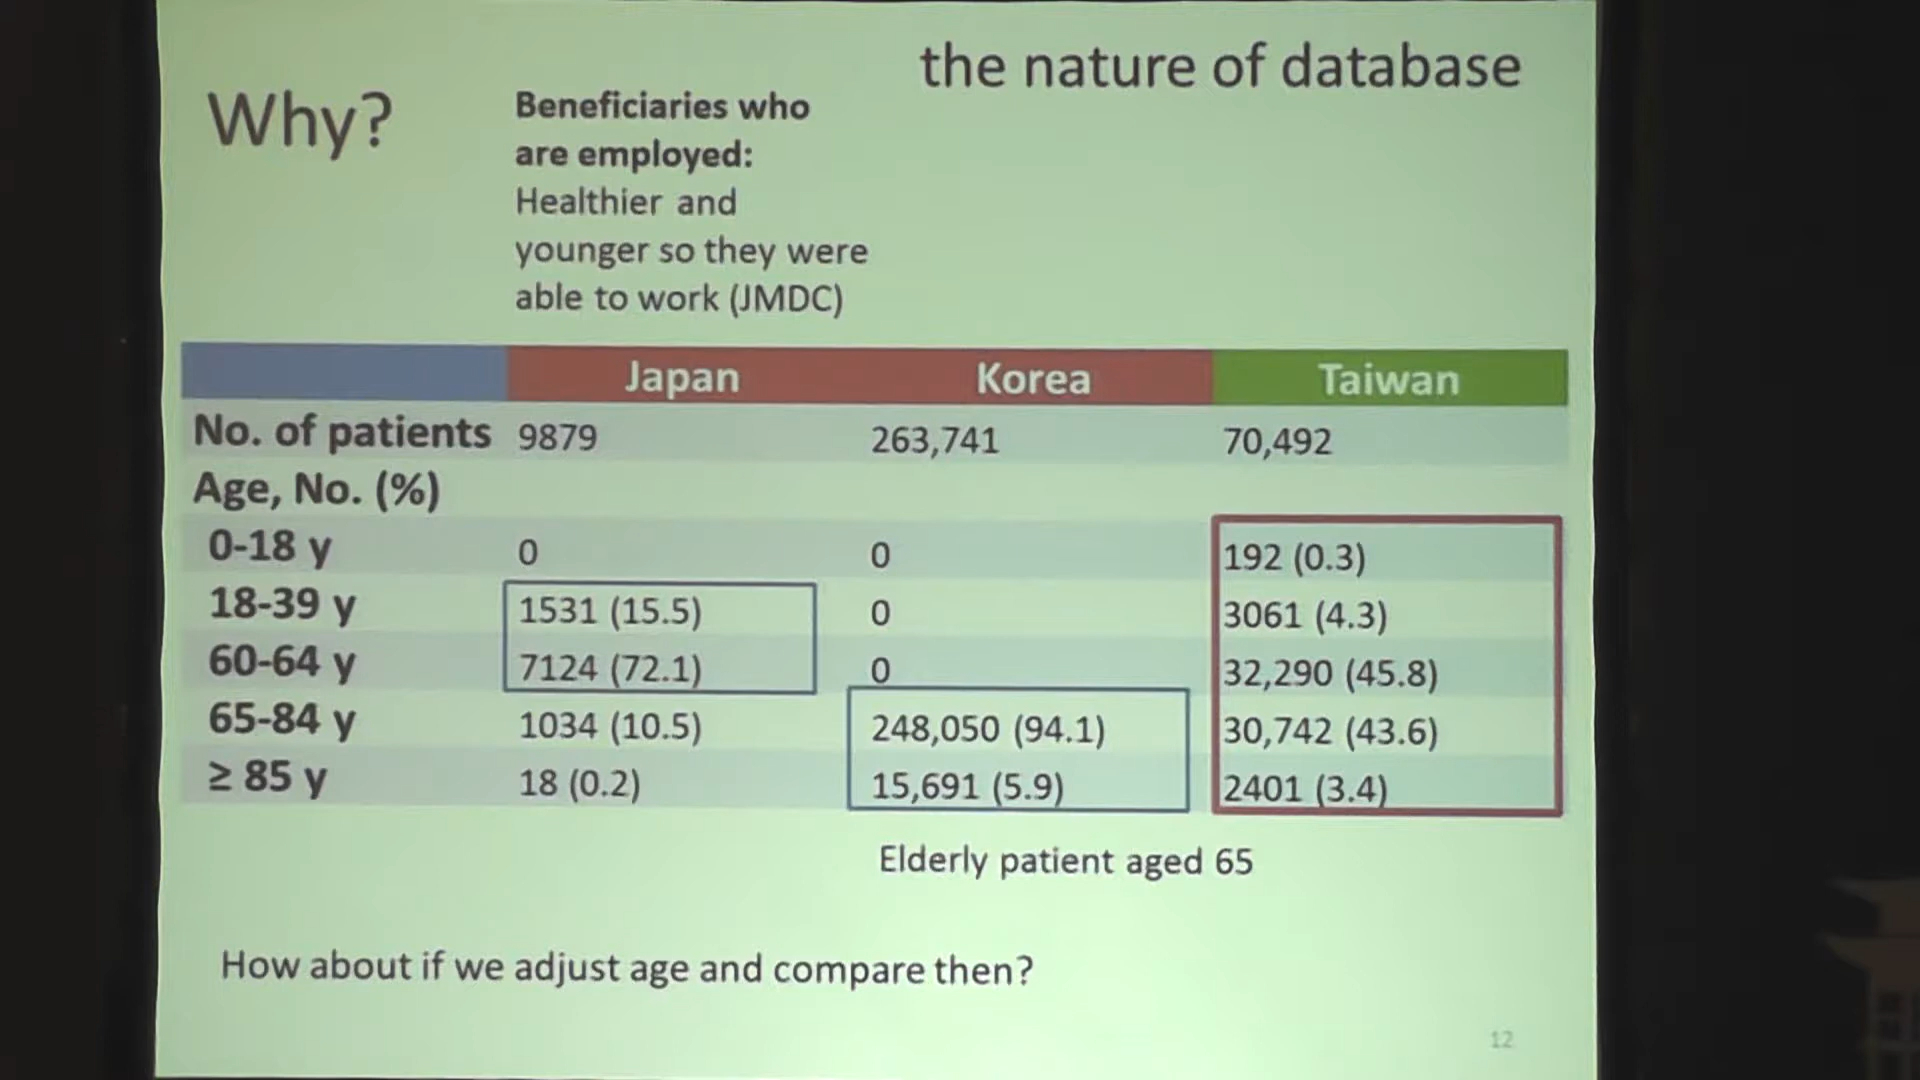 the nature of database
Why?
Beneficiaries who
are employed:
Healthier and
younger so they were
able to work (JMDC)
Japan Korea Taiwan
No. of patients 9879 263,741 70,492
Age, No. (%)
0-18 y 0 0 192 (0.3)
18-39 y 1531 (15.5) 0 3061 (4.3)
60-64 y 7124 (72.1) 0 32,290 (45.8)
65-84 y 1034 (10.5) 248,050 (94.1) 30,742 (43.6)
≥ 85 y 18 (0.2) 15,691 (5.9) 2401 (3.4)
Elderly patient aged 65
How about if we adjust age and compare then?
12